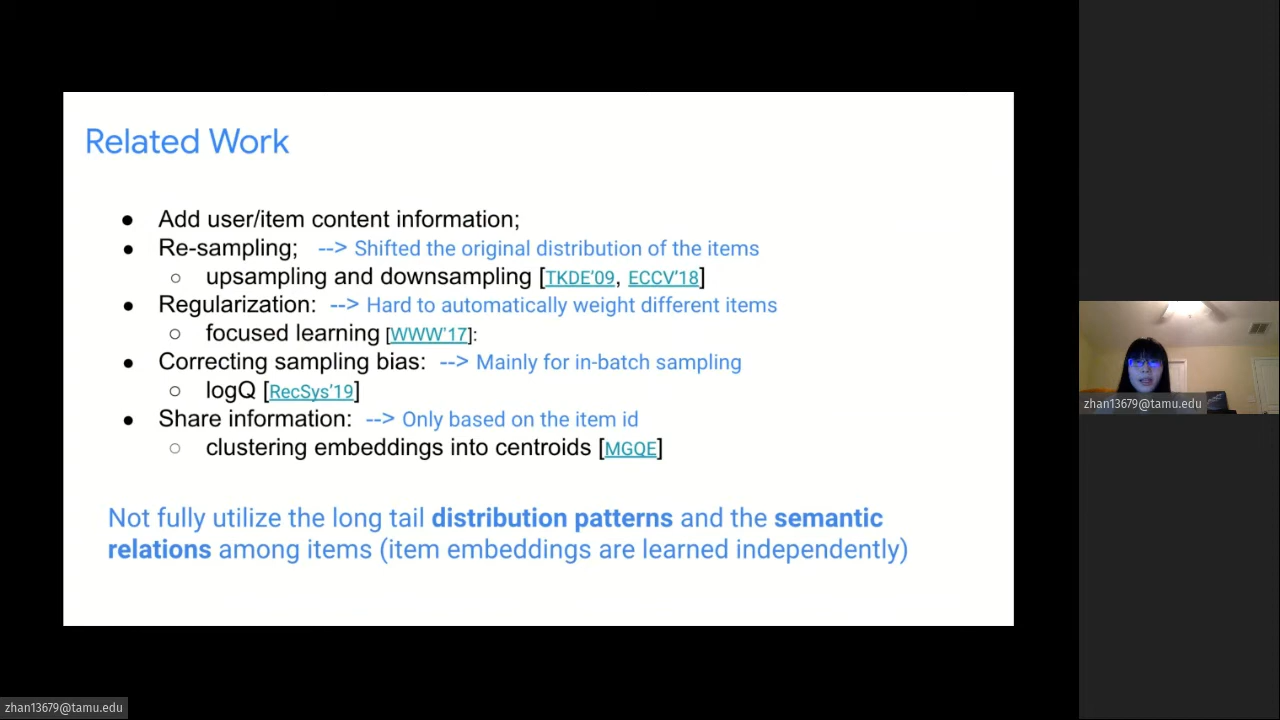 Related Work
● Add user/item content information;
● Re-sampling; --> Shifted the original distribution of the items
○ upsampling and downsampling [TKDE'09, ECCV'18]
● Regularization: --> Hard to automatically weight different items
○ focused learning [WWW'17]:
● Correcting sampling bias: --> Mainly for in-batch sampling
○ logQ [RecSys'19]
● Share information: --> Only based on the item id
○ clustering embeddings into centroids [MGQE]
Not fully utilize the long tail distribution patterns and the semantic
relations among items (item embeddings are learned independently)
zhan13679@tamu.edu
zhan13679@tamu.edu